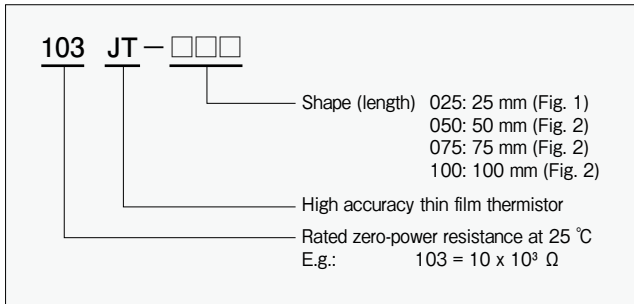 103 JT－□□□
Shape (length) 025: 25 mm (Fig. 1)
050: 50 mm (Fig. 2)
075: 75 mm (Fig. 2)
100: 100 mm (Fig. 2)
High accuracy thin film thermistor
Rated zero-power resistance at 25 ℃
E.g.: 103 = 10 x 10³ Ω